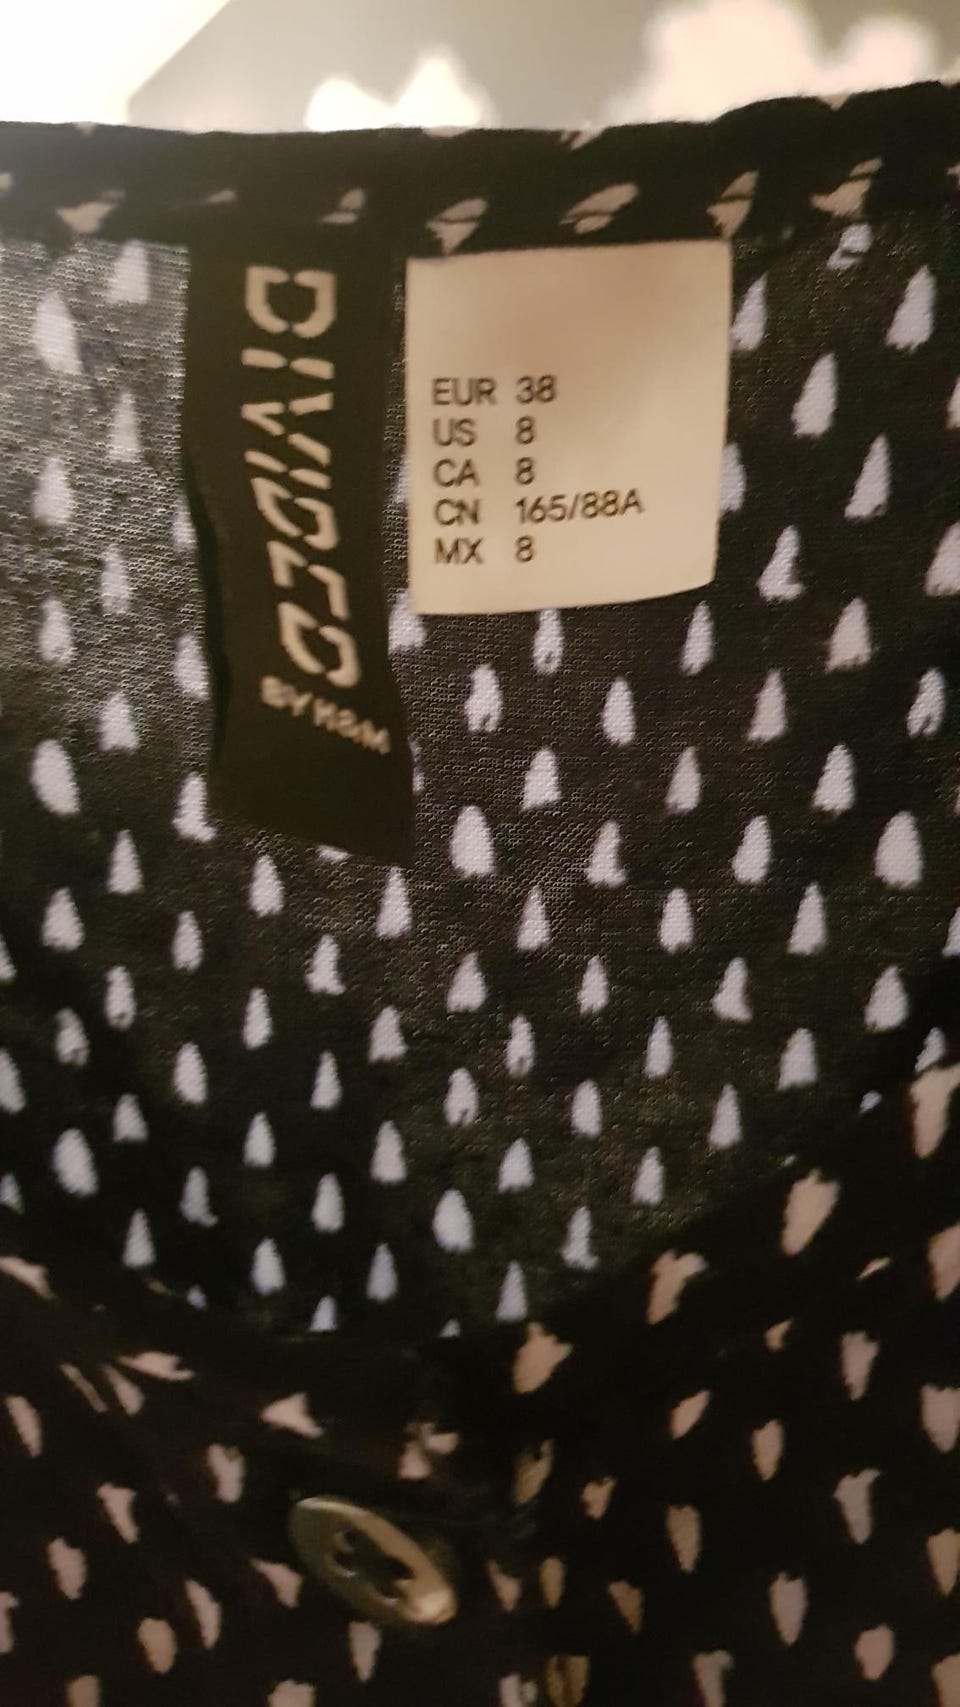 DIVIDED
BY H&M
EUR 38
US 8
CA 8
CN 165/88A
MX 8